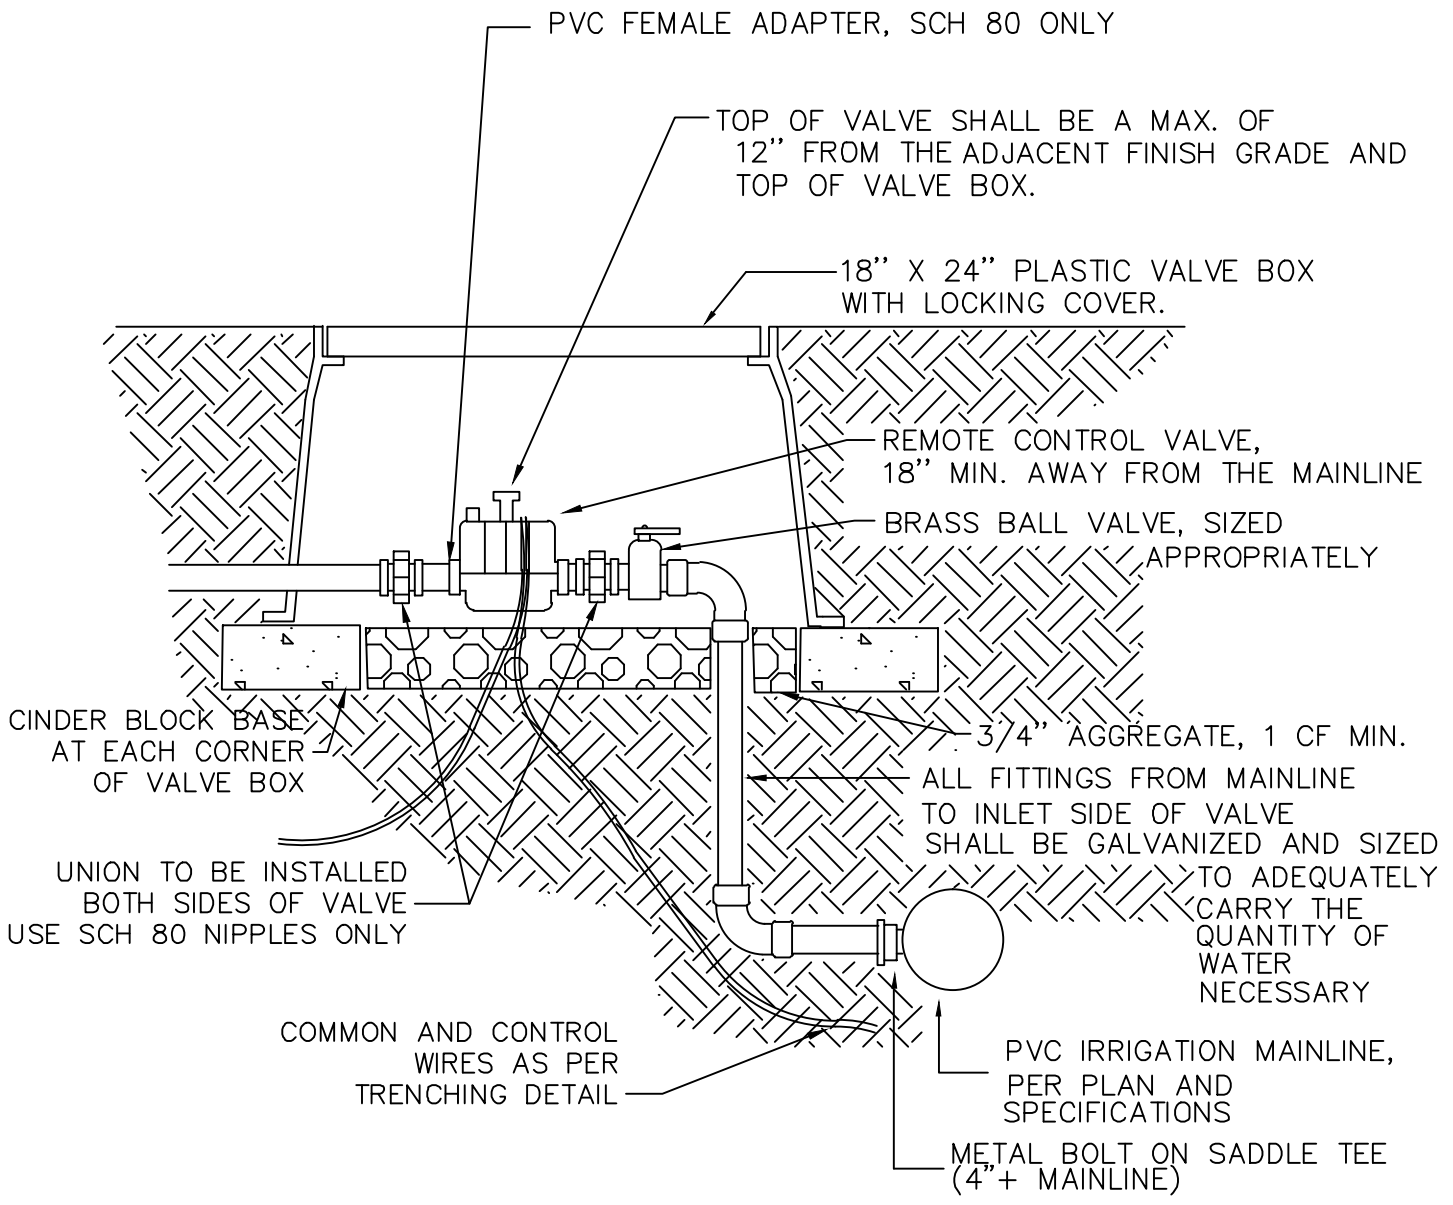 PVC FEMALE ADAPTER, SCH 80 ONLY
TOP OF VALVE SHALL BE A MAX. OF
12’’ FROM THE ADJACENT FINISH GRADE AND
TOP OF VALVE BOX.
18’’ X 24’’ PLASTIC VALVE BOX
WITH LOCKING COVER.
REMOTE CONTROL VALVE,
18’’ MIN. AWAY FROM THE MAINLINE
BRASS BALL VALVE, SIZED
APPROPRIATELY
CINDER BLOCK BASE
AT EACH CORNER
OF VALVE BOX
3/4’’ AGGREGATE, 1 CF MIN.
ALL FITTINGS FROM MAINLINE
TO INLET SIDE OF VALVE
SHALL BE GALVANIZED AND SIZED
TO ADEQUATELY
CARRY THE
QUANTITY OF
WATER
NECESSARY
UNION TO BE INSTALLED
BOTH SIDES OF VALVE
USE SCH 80 NIPPLES ONLY
COMMON AND CONTROL
WIRES AS PER
TRENCHING DETAIL
PVC IRRIGATION MAINLINE,
PER PLAN AND
SPECIFICATIONS
METAL BOLT ON SADDLE TEE
(4’’+ MAINLINE)